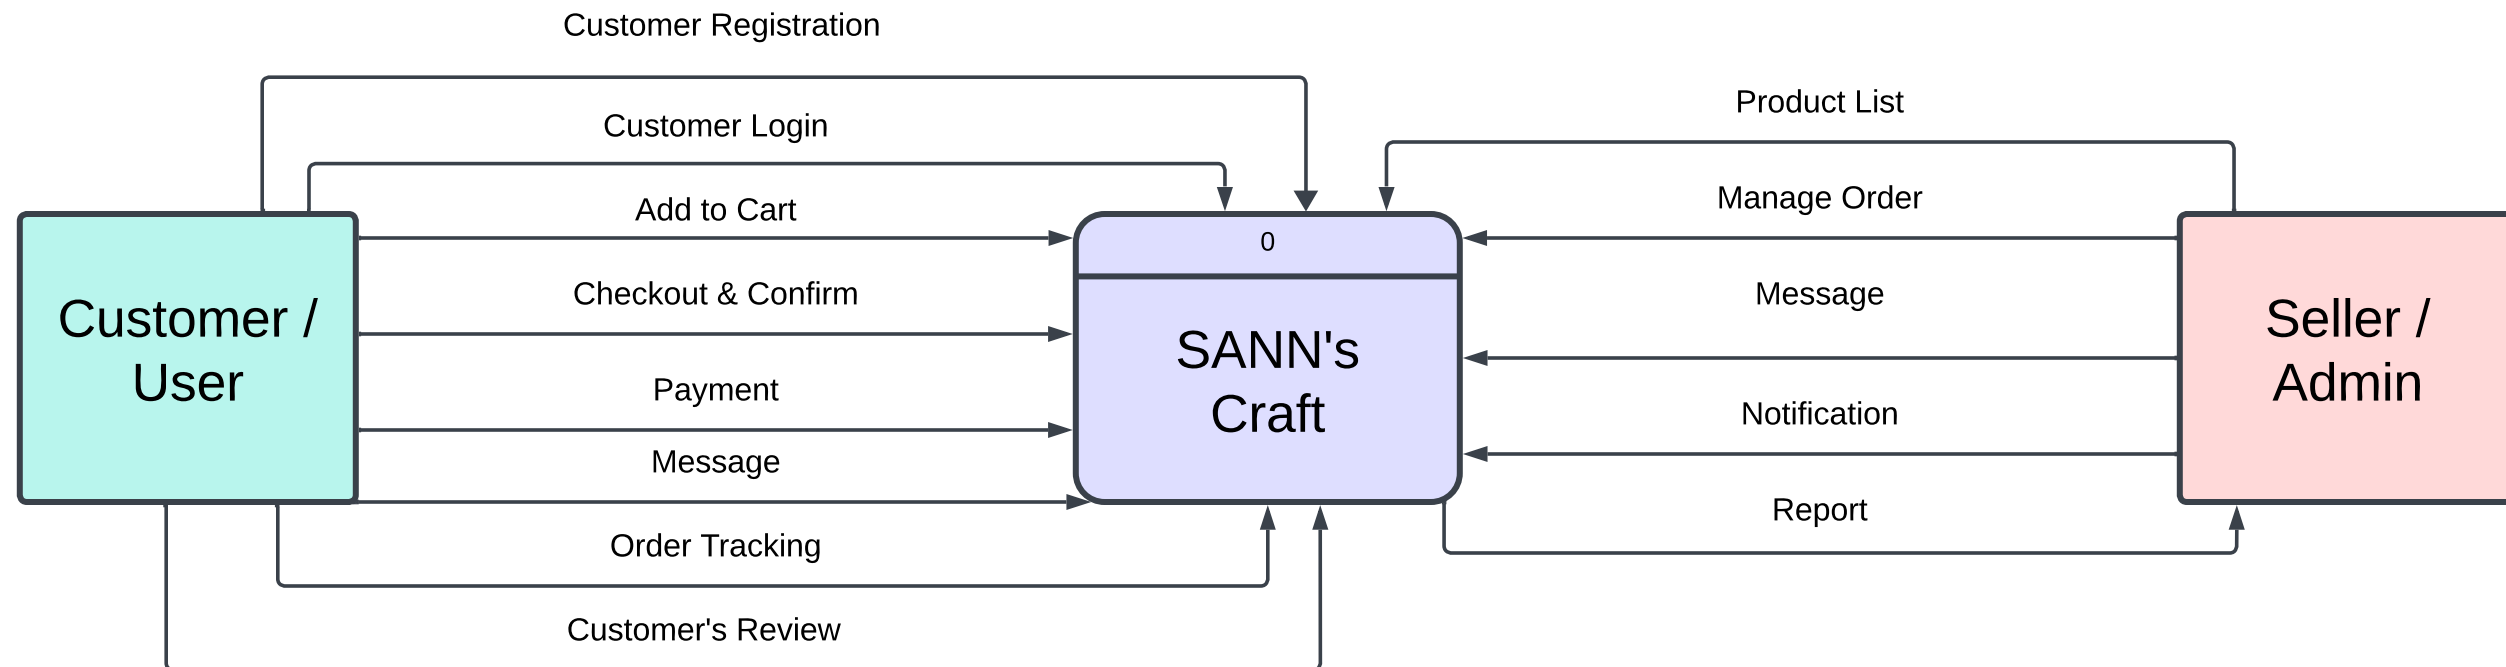 Customer Registration
Product List
Customer Login
Manage Order
Add to Cart
0
Checkout & Confirm
Message
Customer /
User
SANN's
Craft
Seller /
Admin
Payment
Notification
Message
Report
Order Tracking
Customer's Review